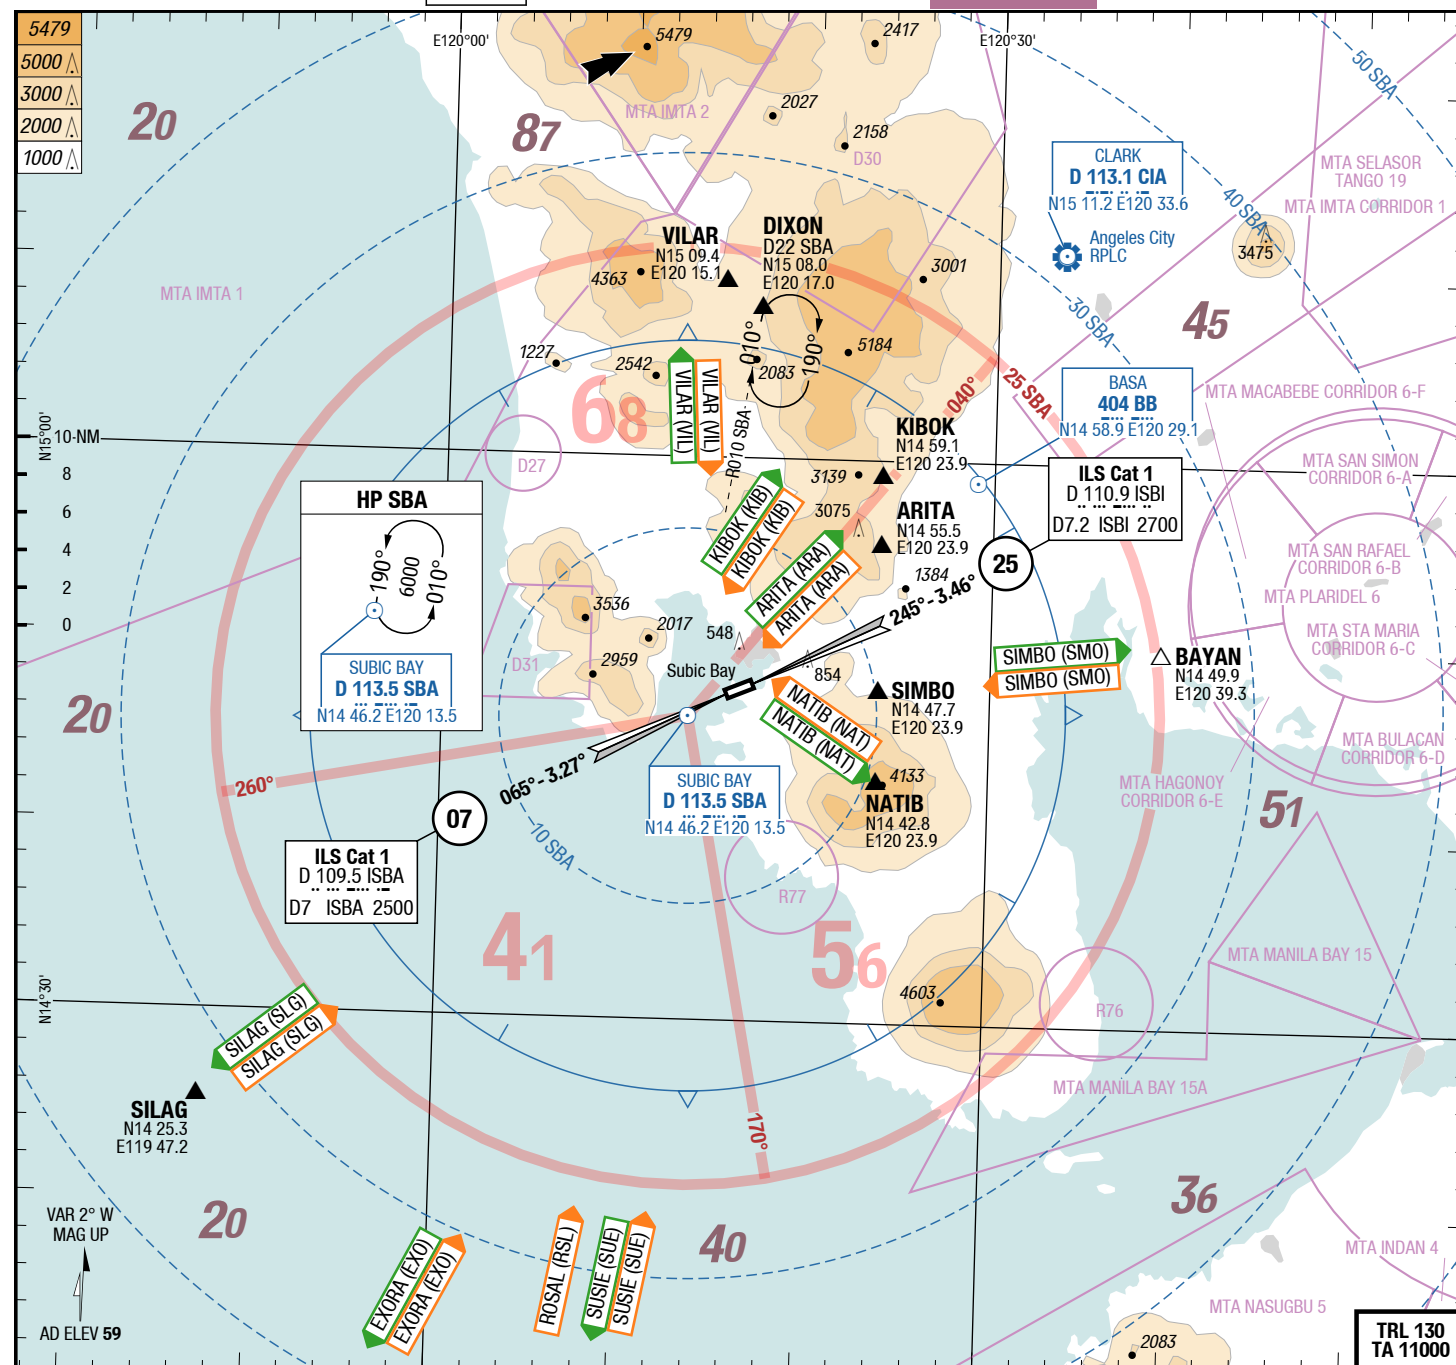 5479
5000
3000
2000
1000
E120°00'
E120°30'
5479
2417
2027
2158
MTA IMTA 2
D30
20
87
50 SBA
CLARK
D 113.1 CIA
N15 11.2 E120 33.6
Angeles City
RPLC
MTA SELASOR
TANGO 19
MTA IMTA CORRIDOR 1
40 SBA
3475
45
30 SBA
MTA IMTA 1
VILAR
N15 09.4
E120 15.1
DIXON
D22 SBA
N15 08.0
E120 17.0
4363
3001
5184
010°
190°
2083
1227
2542
68
VILAR (VIL)
VILAR (VIL)
R010 SBA
040°
25 SBA
BASA
404 BB
N14 58.9 E120 29.1
MTA MACABEBE CORRIDOR 6-F
KIBOK
N14 59.1
E120 23.9
N15°00'
10-NM
8
6
4
2
0
D27
3139
3075
KIBOK (KIB)
KIBOK (KIB)
ARITA
N14 55.5
E120 23.9
ILS Cat 1
D 110.9 ISBI
D7.2 ISBI 2700
25
MTA SAN SIMON
CORRIDOR 6-A
MTA SAN RAFAEL
CORRIDOR 6-B
MTA PLARIDEL 6
MTA STA MARIA
CORRIDOR 6-C
HP SBA
190°
6000
010°
SUBIC BAY
D 113.5 SBA
N14 46.2 E120 13.5
ARITA (ARA)
ARITA (ARA)
1384
245°- 3.46°
3536
2017
2959
D31
548
854
Subic Bay
SIMBO (SMO)
SIMBO (SMO)
BAYAN
N14 49.9
E120 39.3
SIMBO
N14 47.7
E120 23.9
NATIB (NAT)
NATIB (NAT)
20
260°
065°- 3.27°
07
SUBIC BAY
D 113.5 SBA
N14 46.2 E120 13.5
4133
NATIB
N14 42.8
E120 23.9
MTA BULACAN
CORRIDOR 6-D
MTA HAGONOY
CORRIDOR 6-E
51
10 SBA
ILS Cat 1
D 109.5 ISBA
D7 ISBA 2500
R77
41
56
MTA MANILA BAY 15
4603
R76
N14°30'
SILAG (SLG)
SILAG (SLG)
MTA MANILA BAY 15A
SILAG
N14 25.3
E119 47.2
170°
36
20
40
VAR 2° W
MAG UP
AD ELEV 59
EXORA (EXO)
EXORA (EXO)
ROSAL (RSL)
SUSIE (SUE)
SUSIE (SUE)
MTA INDAN 4
MTA NASUGBU 5
2083
TRL 130
TA 11000